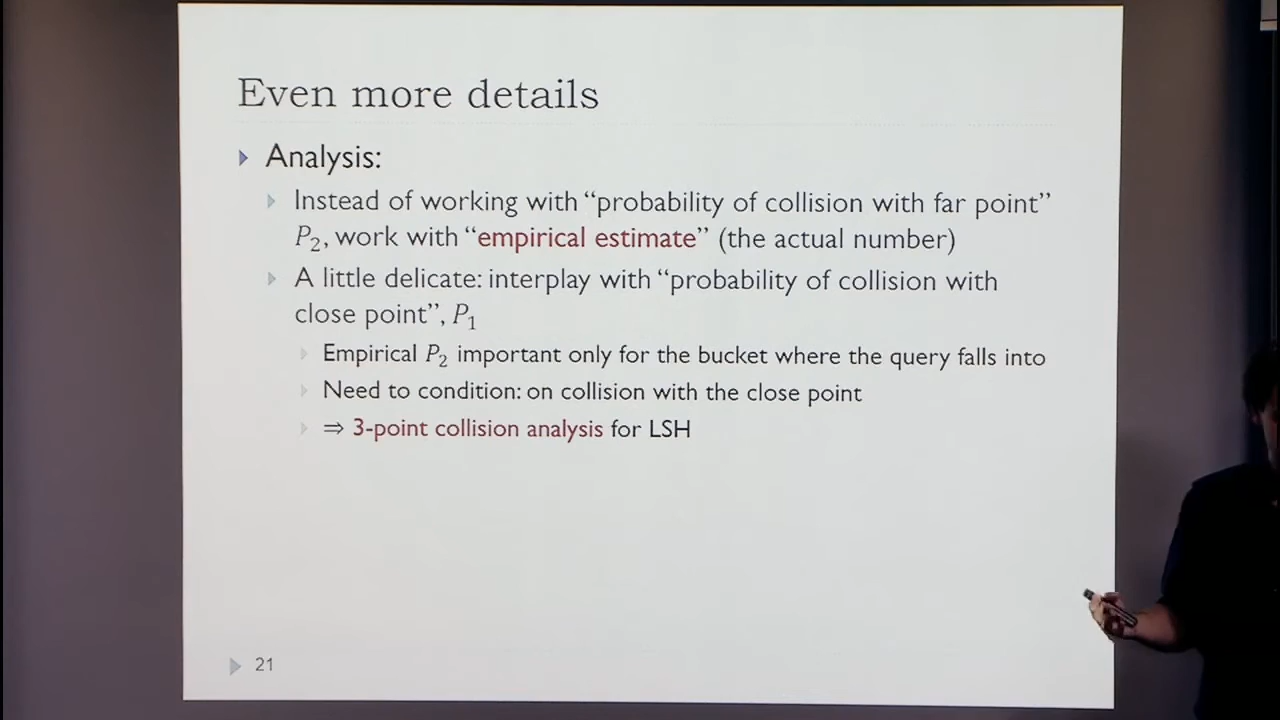 Even more details
Analysis:
Instead of working with “probability of collision with far point”
P₂, work with “empirical estimate” (the actual number)
A little delicate: interplay with “probability of collision with
close point”, P₁
Empirical P₂ important only for the bucket where the query falls into
Need to condition: on collision with the close point
⇒ 3-point collision analysis for LSH
21